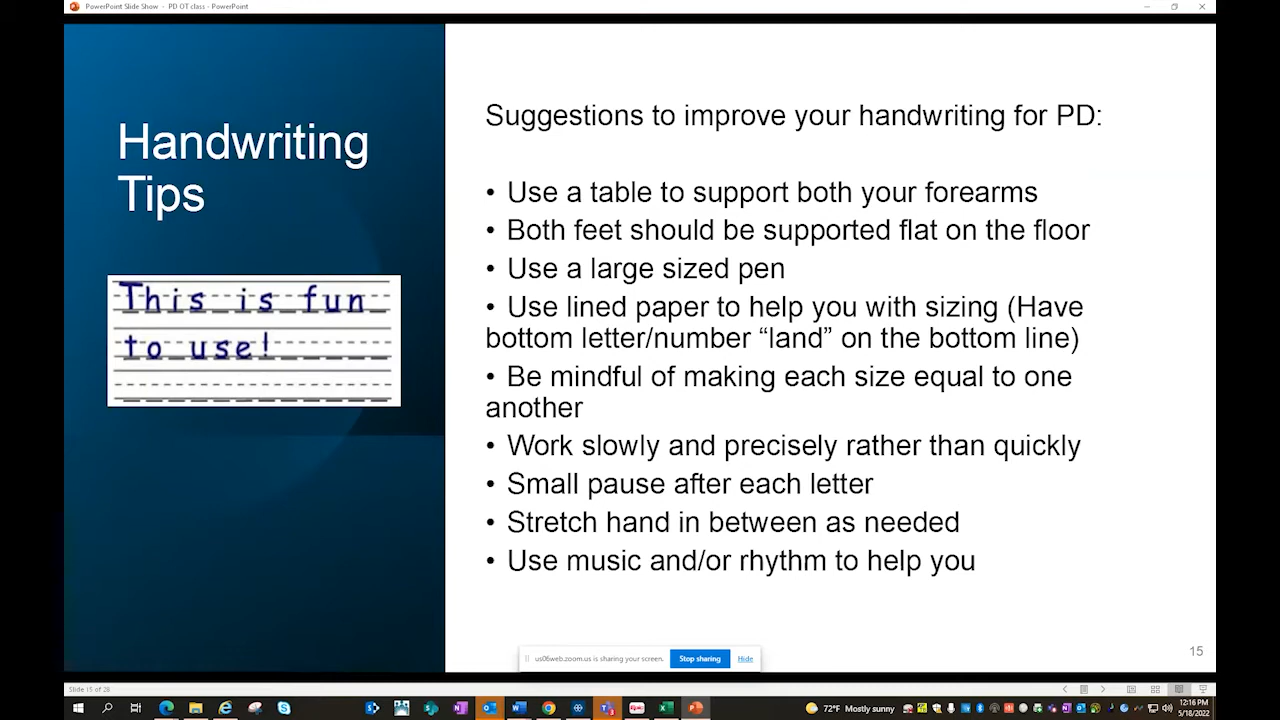 PowerPoint Slide Show - PD OT class - PowerPoint
Handwriting
Tips
This is fun
to use!
Suggestions to improve your handwriting for PD:
• Use a table to support both your forearms
• Both feet should be supported flat on the floor
• Use a large sized pen
• Use lined paper to help you with sizing (Have
bottom letter/number “land” on the bottom line)
• Be mindful of making each size equal to one
another
• Work slowly and precisely rather than quickly
• Small pause after each letter
• Stretch hand in between as needed
• Use music and/or rhythm to help you
15
us06web.zoom.us is sharing your screen. Stop sharing Hide
Slide 15 of 28
72°F Mostly sunny
12:16 PM
5/18/2022